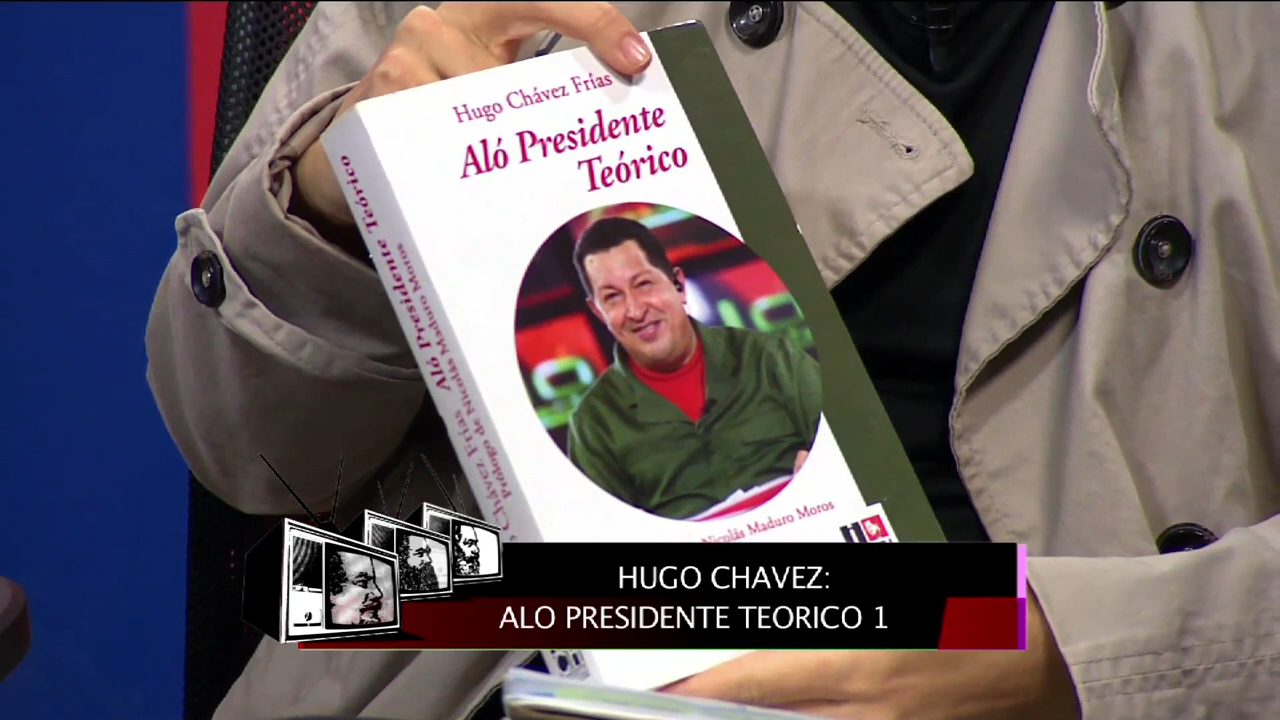 Hugo Chávez Frías
Aló Presidente
Teórico
Chávez Frías Aló Presidente Teórico
Prólogo de Nicolás Maduro Moros
Nicolás Maduro Moros
HUGO CHAVEZ:
ALO PRESIDENTE TEORICO 1